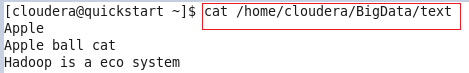 [cloudera@quickstart ~]$ cat /home/cloudera/BigData/text
Apple
Apple ball cat
Hadoop is a eco system